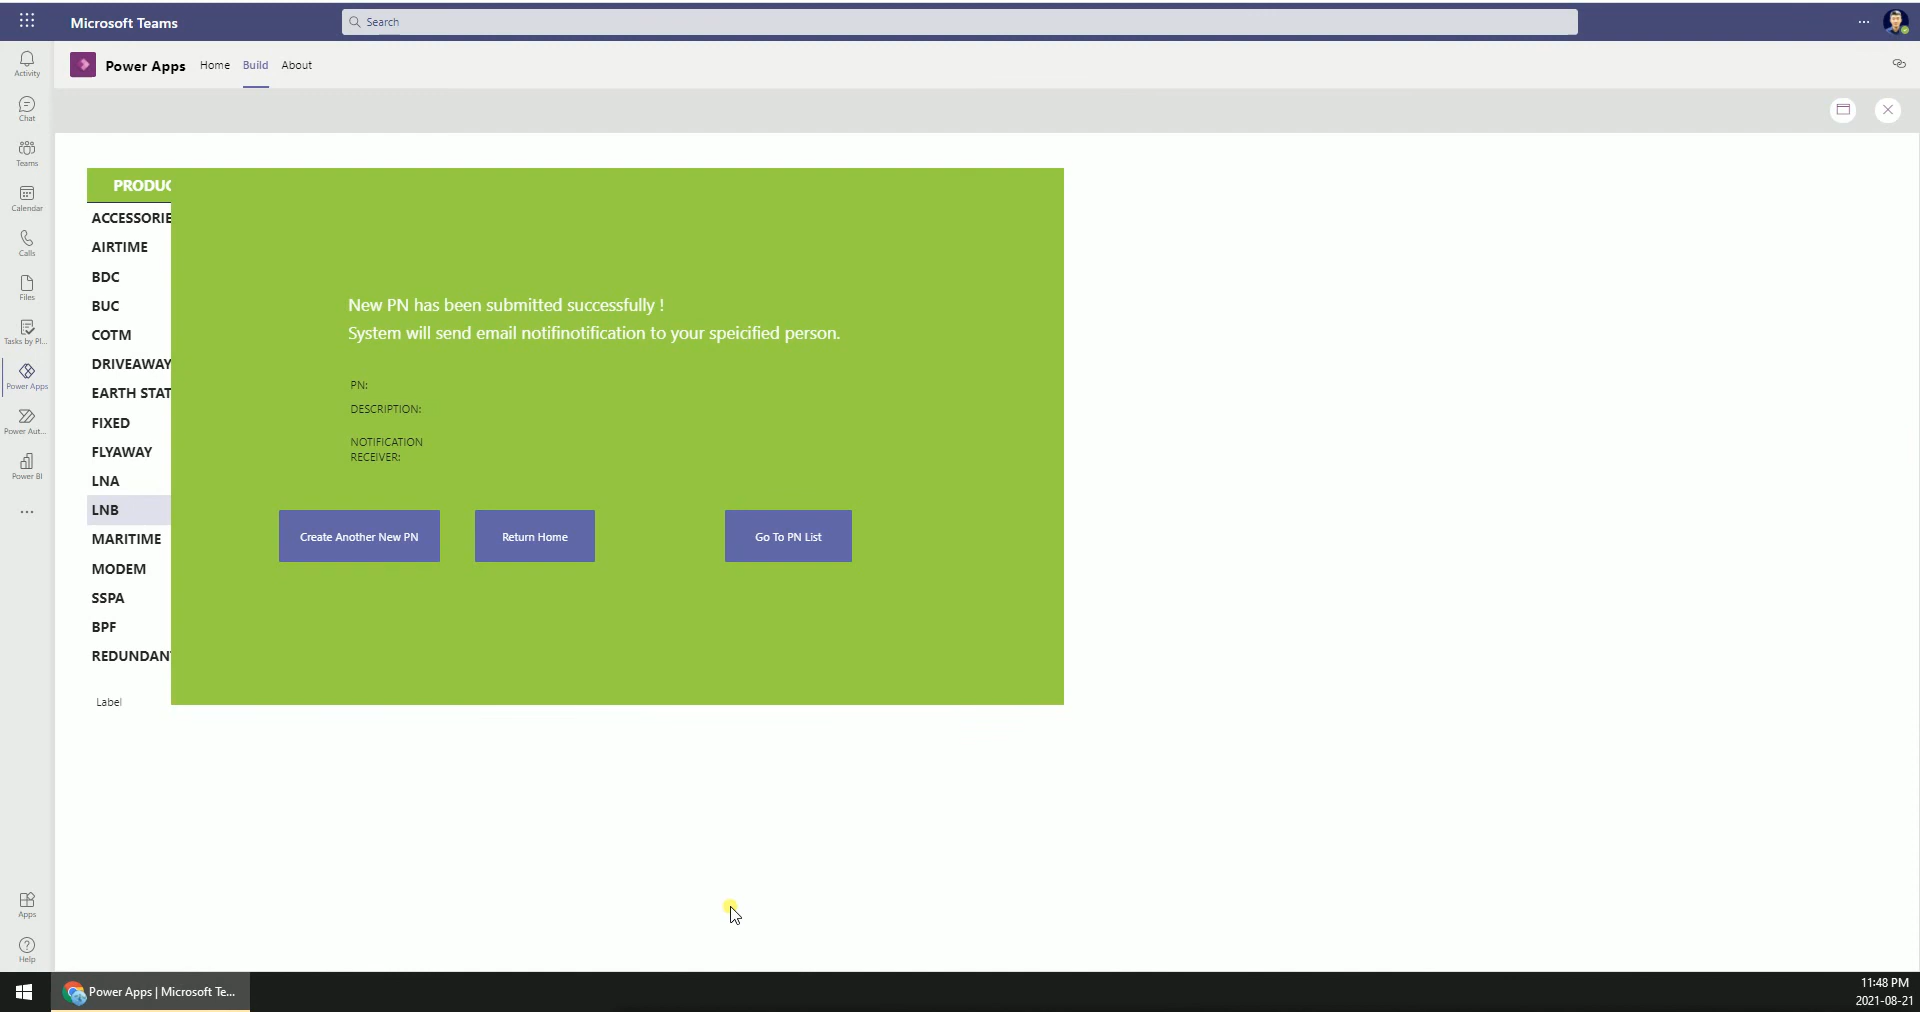 Microsoft Teams
Search
Activity
Chat
Teams
Calendar
Calls
Files
Tasks by Pl...
Power Apps
Power Aut...
Power BI
Apps
Help
Power Apps Home Build About
PRODUC
ACCESSORIE
AIRTIME
BDC
BUC
COTM
DRIVEAWAY
EARTH STAT
FIXED
FLYAWAY
LNA
LNB
MARITIME
MODEM
SSPA
BPF
REDUNDAN
Label
New PN has been submitted successfully !
System will send email notifinotification to your speicified person.
PN:
DESCRIPTION:
NOTIFICATION
RECEIVER:
Create Another New PN Return Home Go To PN List
Power Apps | Microsoft Te...
11:48 PM
2021-08-21